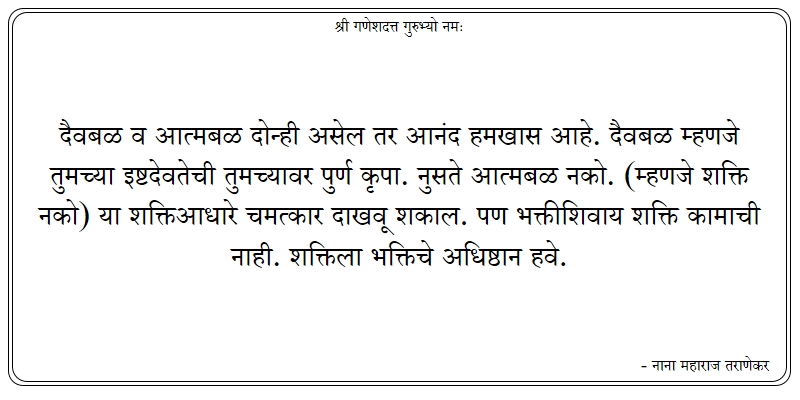 श्री गणेशदत्त गुरुभ्यो नमः
दैवबळ व आत्मबळ दोन्ही असेल तर आनंद हमखास आहे. दैवबळ म्हणजे
तुमच्या इष्टदेवतेची तुमच्यावर पुर्ण कृपा. नुसते आत्मबळ नको. (म्हणजे शक्ति
नको) या शक्तिआधारे चमत्कार दाखवू शकाल. पण भक्तीशिवाय शक्ति कामाची
नाही. शक्तिला भक्तिचे अधिष्ठान हवे.
- नाना महाराज तराणेकर